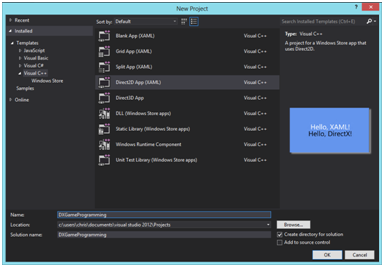 New Project
? X
Recent
Installed
Sort by: Default
Search Installed Templates (Ctrl+E)
Templates
JavaScript
Visual Basic
Visual C#
Visual C++
Windows Store
Samples
Online
Blank App (XAML) Visual C++
Grid App (XAML) Visual C++
Split App (XAML) Visual C++
Direct2D App (XAML) Visual C++
Direct3D App Visual C++
DLL (Windows Store apps) Visual C++
Static Library (Windows Store apps) Visual C++
Windows Runtime Component Visual C++
Unit Test Library (Windows Store apps) Visual C++
Type: Visual C++
A project for a Windows Store app that
uses Direct2D.
Hello, XAML!
Hello, DirectX!
Name: DXGameProgramming
Location: c:\users\chris\documents\visual studio 2012\Projects Browse...
Solution name: DXGameProgramming
Create directory for solution
Add to source control
OK Cancel